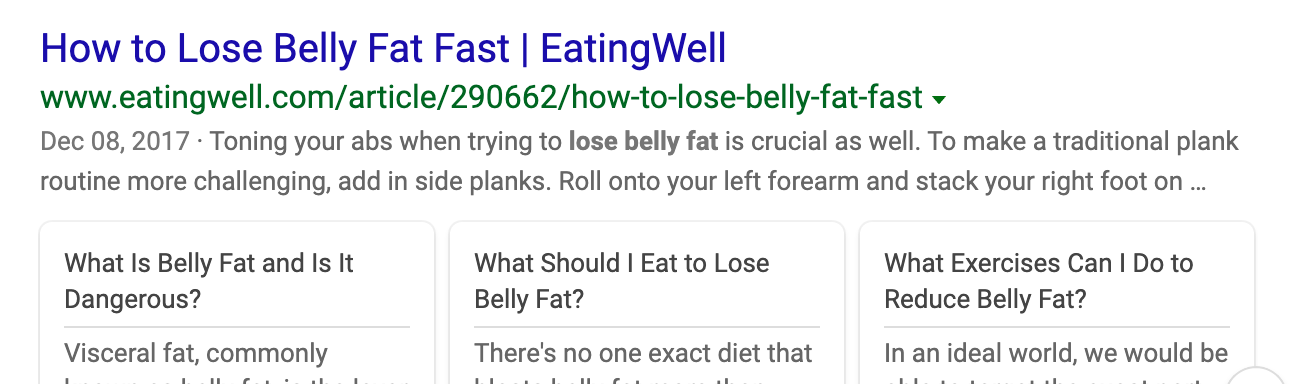 How to Lose Belly Fat Fast | EatingWell
www.eatingwell.com/article/290662/how-to-lose-belly-fat-fast
Dec 08, 2017 · Toning your abs when trying to lose belly fat is crucial as well. To make a traditional plank
routine more challenging, add in side planks. Roll onto your left forearm and stack your right foot on ...
What Is Belly Fat and Is It
Dangerous?
Visceral fat, commonly
What Should I Eat to Lose
Belly Fat?
There's no one exact diet that
What Exercises Can I Do to
Reduce Belly Fat?
In an ideal world, we would be